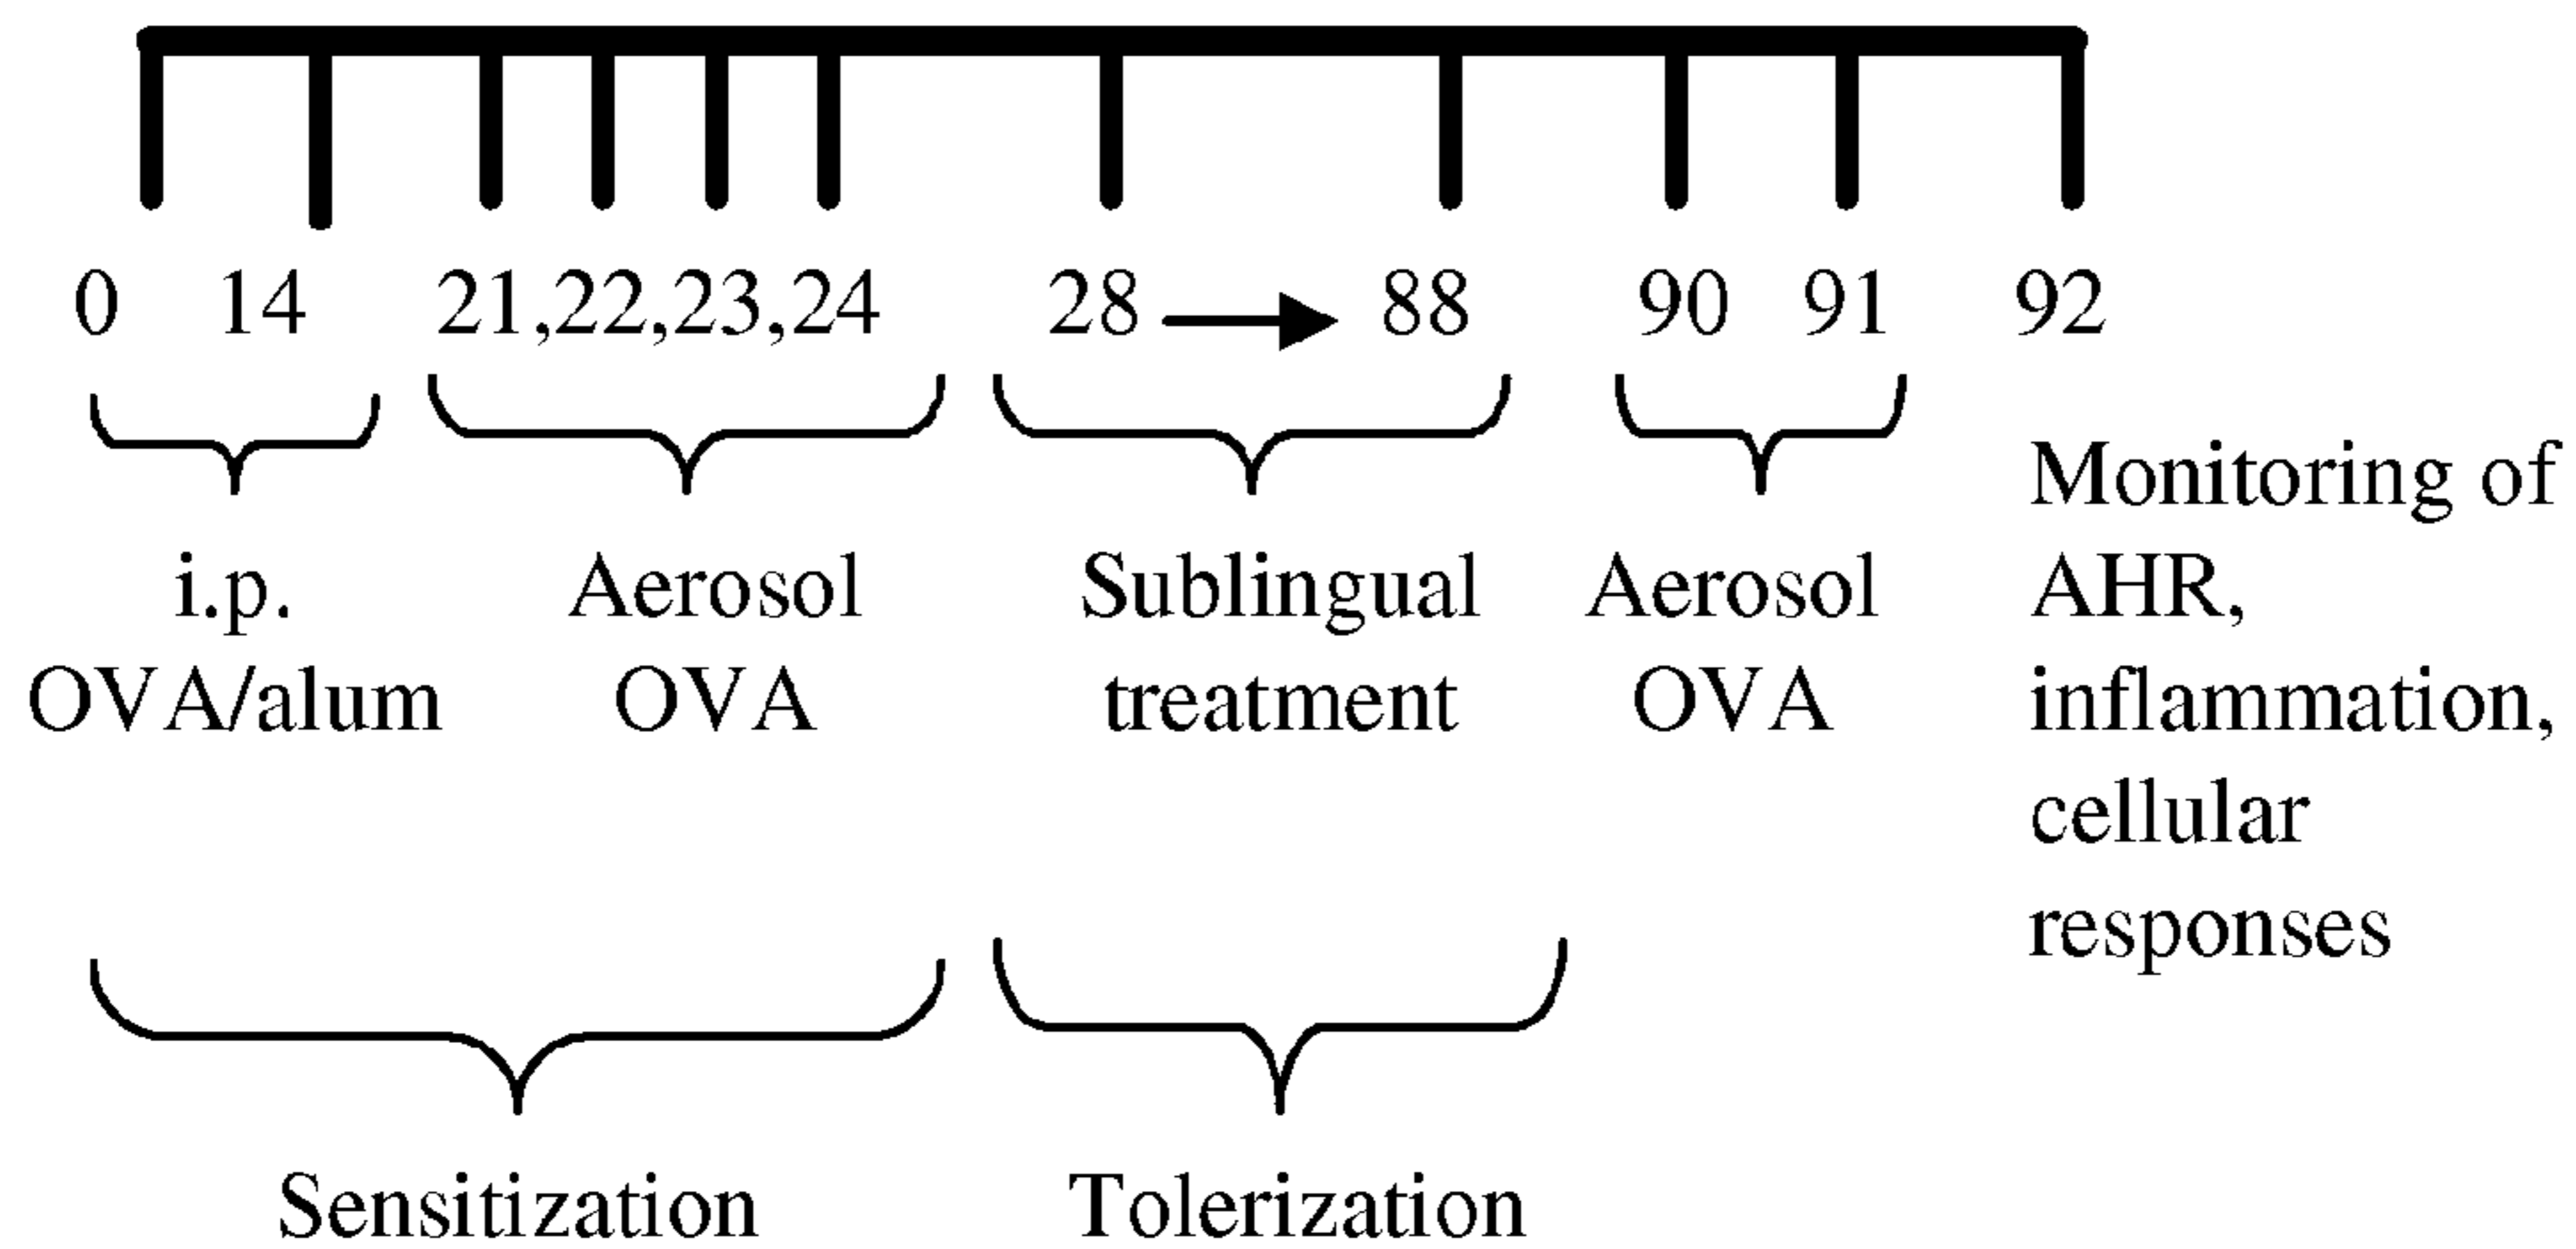 0 14 21,22,23,24 28 88 90 91 92
i.p.
OVA/alum
Aerosol
OVA
Sublingual
treatment
Aerosol
OVA
Monitoring of
AHR,
inflammation,
cellular
responses
Sensitization
Tolerization